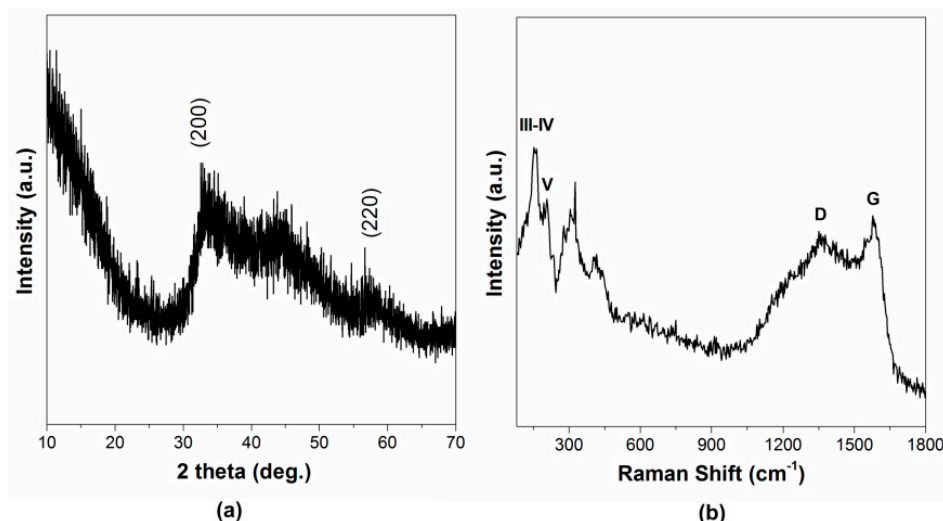 Intensity (a.u.)
(200)
(220)
10 20 30 40 50 60 70
2 theta (deg.)
(a)
Intensity (a.u.)
III-IV
V
D
G
300 600 900 1200 1500 1800
Raman Shift (cm⁻¹)
(b)